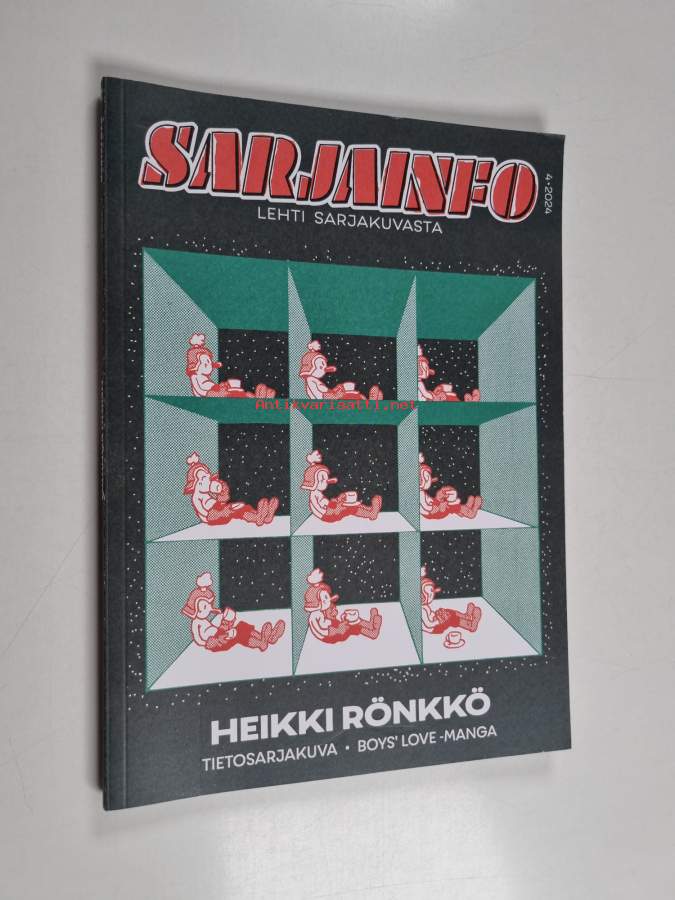 SARJAINFO
4•2024
LEHTI SARJAKUVASTA
Antikvariaatti.net
HEIKKI RÖNKKÖ
TIETOSARJAKUVA • BOYS' LOVE -MANGA